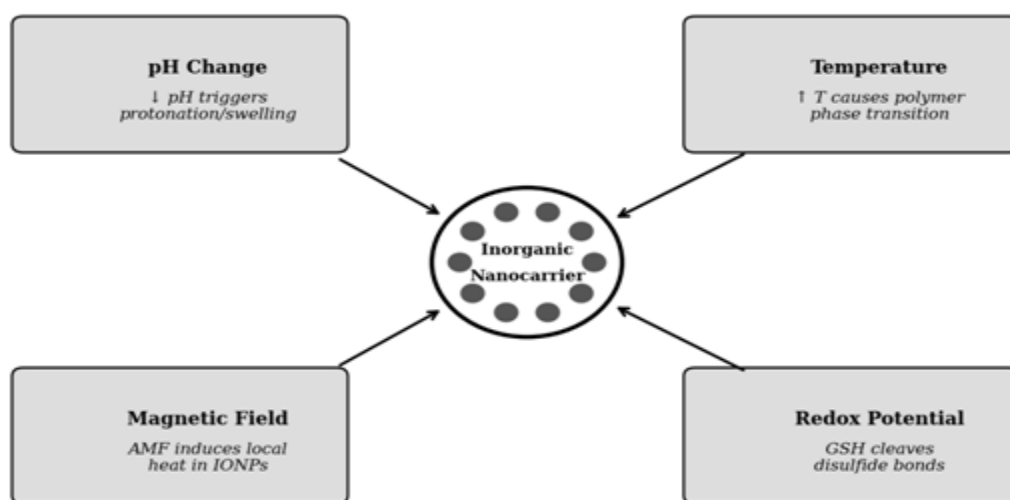 pH Change
↓ pH triggers
protonation/swelling
Temperature
↑ T causes polymer
phase transition
Inorganic
Nanocarrier
Magnetic Field
AMF induces local
heat in IONPs
Redox Potential
GSH cleaves
disulfide bonds